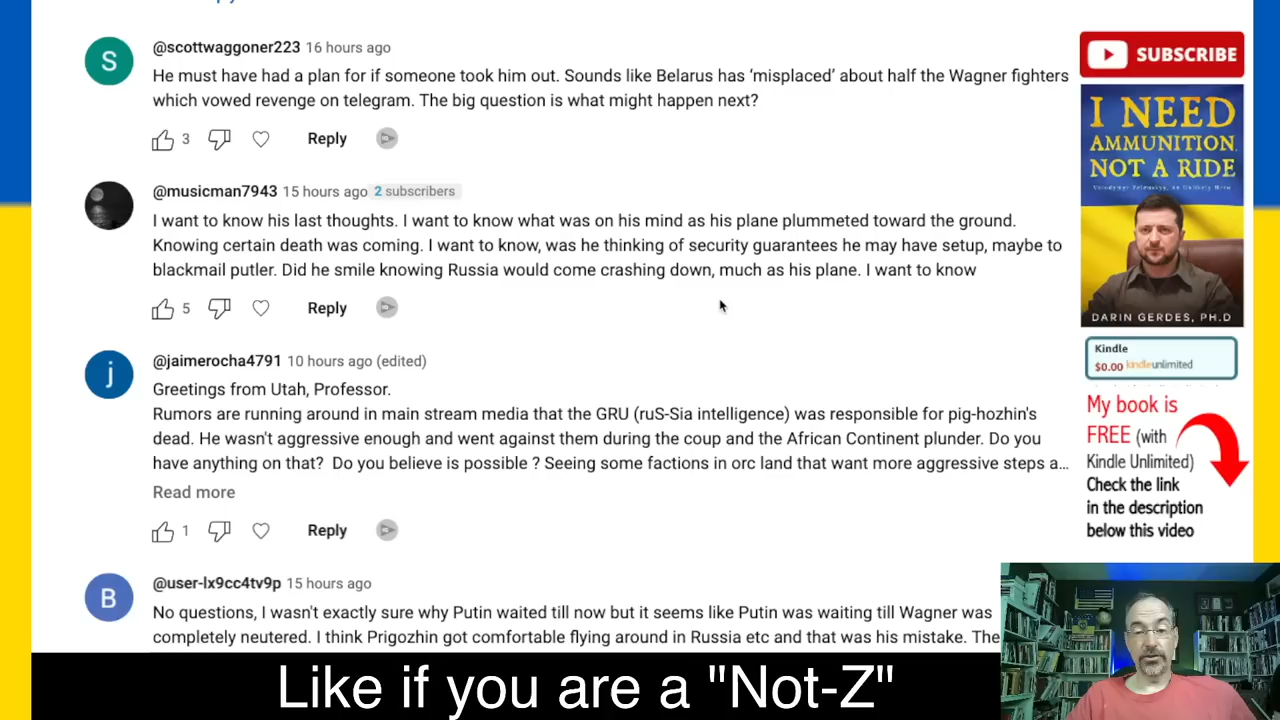 S
@scottwaggoner223 16 hours ago
He must have had a plan for if someone took him out. Sounds like Belarus has ‘misplaced’ about half the Wagner fighters
which vowed revenge on telegram. The big question is what might happen next?
3 Reply
@musicman7943 15 hours ago 2 subscribers
I want to know his last thoughts. I want to know what was on his mind as his plane plummeted toward the ground.
Knowing certain death was coming. I want to know, was he thinking of security guarantees he may have setup, maybe to
blackmail putler. Did he smile knowing Russia would come crashing down, much as his plane. I want to know
5 Reply
j
@jaimerocha4791 10 hours ago (edited)
Greetings from Utah, Professor.
Rumors are running around in main stream media that the GRU (ruS-Sia intelligence) was responsible for pig-hozhin's
dead. He wasn't aggressive enough and went against them during the coup and the African Continent plunder. Do you
have anything on that?  Do you believe is possible ? Seeing some factions in orc land that want more aggressive steps a...
Read more
1 Reply
B
@user-lx9cc4tv9p 15 hours ago
No questions, I wasn't exactly sure why Putin waited till now but it seems like Putin was waiting till Wagner was
completely neutered. I think Prigozhin got comfortable flying around in Russia etc and that was his mistake. The
SUBSCRIBE
I NEED
AMMUNITION,
NOT A RIDE
Volodymyr Zelenskyy, An Unlikely Hero
DARIN GERDES, PH.D
Kindle
$0.00 kindleunlimited
My book is
FREE (with
Kindle Unlimited)
Check the link
in the description
below this video
Like if you are a "Not-Z"